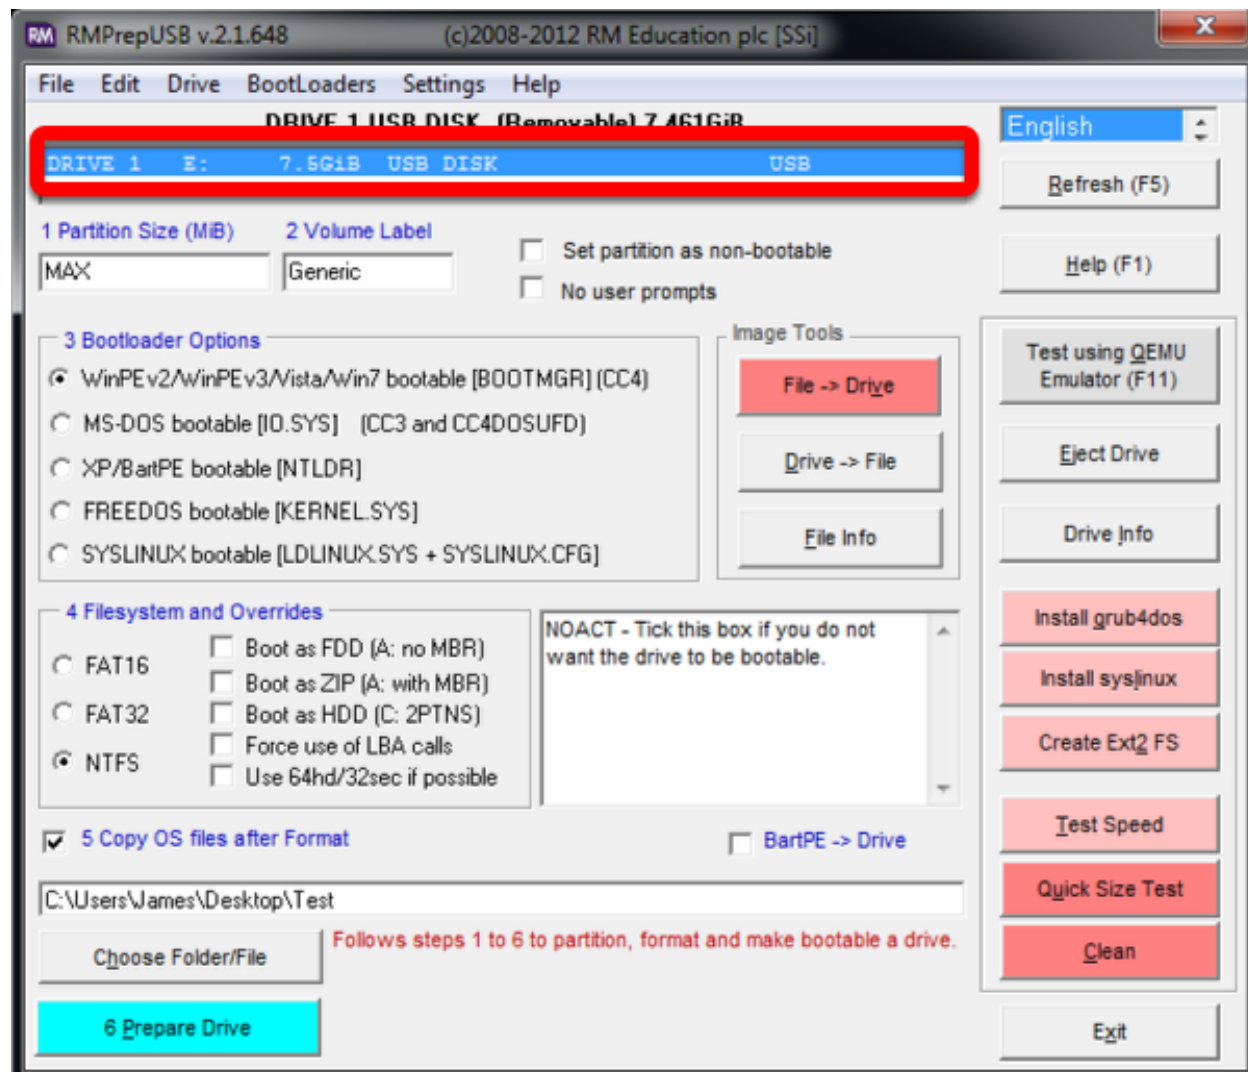 RM RMPrepUSB v.2.1.648 (c)2008-2012 RM Education plc [SSi] X
File Edit Drive BootLoaders Settings Help
DRIVE 1 USB DISK (Removable) 7.461GiB
DRIVE 1 E: 7.5GiB USB DISK USB
English
Refresh (F5)
1 Partition Size (MiB) 2 Volume Label
MAX Generic
Set partition as non-bootable
No user prompts
Help (F1)
3 Bootloader Options
WinPEv2/WinPEv3/Vista/Win7 bootable [BOOTMGR] (CC4)
MS-DOS bootable [IO.SYS] (CC3 and CC4DOSUFD)
XP/BartPE bootable [NTLDR]
FREEDOS bootable [KERNEL.SYS]
SYSLINUX bootable [LDLINUX.SYS + SYSLINUX.CFG]
Image Tools
File -> Drive
Drive -> File
File Info
Test using QEMU
Emulator (F11)
Eject Drive
Drive Info
4 Filesystem and Overrides
FAT16
FAT32
NTFS
Boot as FDD (A: no MBR)
Boot as ZIP (A: with MBR)
Boot as HDD (C: 2PTNS)
Force use of LBA calls
Use 64hd/32sec if possible
NOACT - Tick this box if you do not
want the drive to be bootable.
Install grub4dos
Install syslinux
Create Ext2 FS
Test Speed
Quick Size Test
Clean
5 Copy OS files after Format
BartPE -> Drive
C:\Users\James\Desktop\Test
Choose Folder/File
Follows steps 1 to 6 to partition, format and make bootable a drive.
6 Prepare Drive
Exit